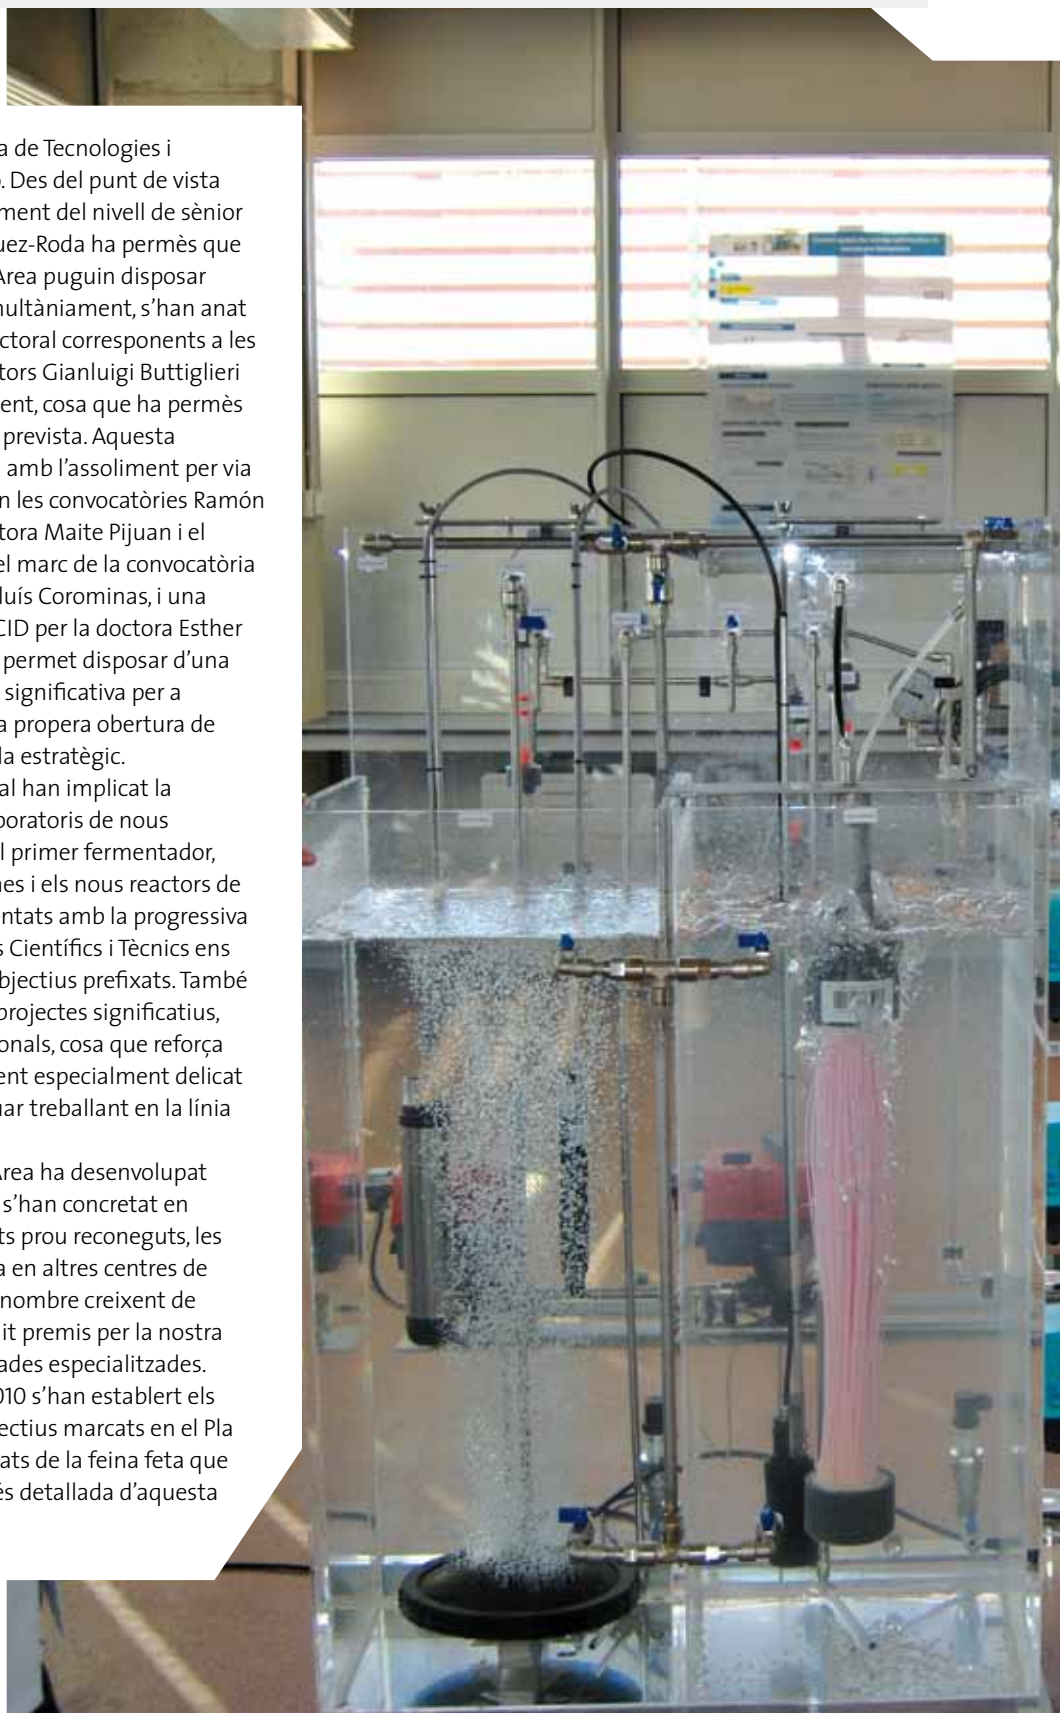 a de Tecnologies i
. Des del punt de vista
ment del nivell de sènior
uez-Roda ha permès que
Area puguin disposar
multàniament, s’han anat
ctoral corresponents a les
tors Gianluigi Buttiglieri
ent, cosa que ha permès
prevista. Aquesta
amb l’assoliment per via
n les convocatòries Ramón
tora Maite Pijuan i el
el marc de la convocatòria
luís Corominas, i una
CID per la doctora Esther
permet disposar d’una
significativa per a
a propera obertura de
la estratègic.
al han implicat la
boratoris de nous
l primer fermentador,
nes i els nous reactors de
entats amb la progressiva
s Científics i Tècnics ens
bjectius prefixats. També
projectes significatius,
onals, cosa que reforça
ent especialment delicat
uar treballant en la línia
Area ha desenvolupat
s’han concretat en
ts prou reconeguts, les
a en altres centres de
nombre creixent de
it premis per la nostra
ades especialitzades.
010 s’han establert els
ectius marcats en el Pla
ats de la feina feta que
és detallada d’aquesta